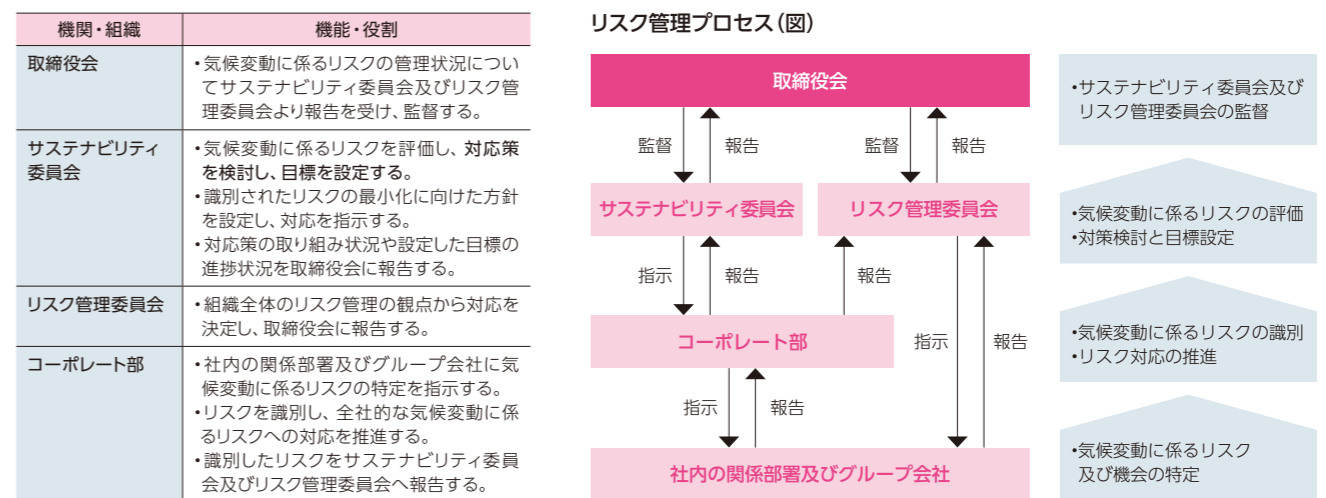 機関・組織
機能・役割
取締役会
・気候変動に係るリスクの管理状況につい
てサステナビリティ委員会及びリスク管
理委員会より報告を受け、監督する。
サステナビリティ
委員会
・気候変動に係るリスクを評価し、対応策
を検討し、目標を設定する。
・識別されたリスクの最小化に向けた方針
を設定し、対応を指示する。
・対応策の取り組み状況や設定した目標の
進捗状況を取締役会に報告する。
リスク管理委員会
・組織全体のリスク管理の観点から対応を
決定し、取締役会に報告する。
コーポレート部
・社内の関係部署及びグループ会社に気
候変動に係るリスクの特定を指示する。
・リスクを識別し、全社的な気候変動に係
るリスクへの対応を推進する。
・識別したリスクをサステナビリティ委員
会及びリスク管理委員会へ報告する。
リスク管理プロセス(図)
取締役会
監督
報告
監督
報告
サステナビリティ委員会
リスク管理委員会
指示
報告
報告
コーポレート部
指示
報告
指示
報告
社内の関係部署及びグループ会社
•サステナビリティ委員会及び
リスク管理委員会の監督
•気候変動に係るリスクの評価
•対策検討と目標設定
•気候変動に係るリスクの識別
•リスク対応の推進
•気候変動に係るリスク
及び機会の特定